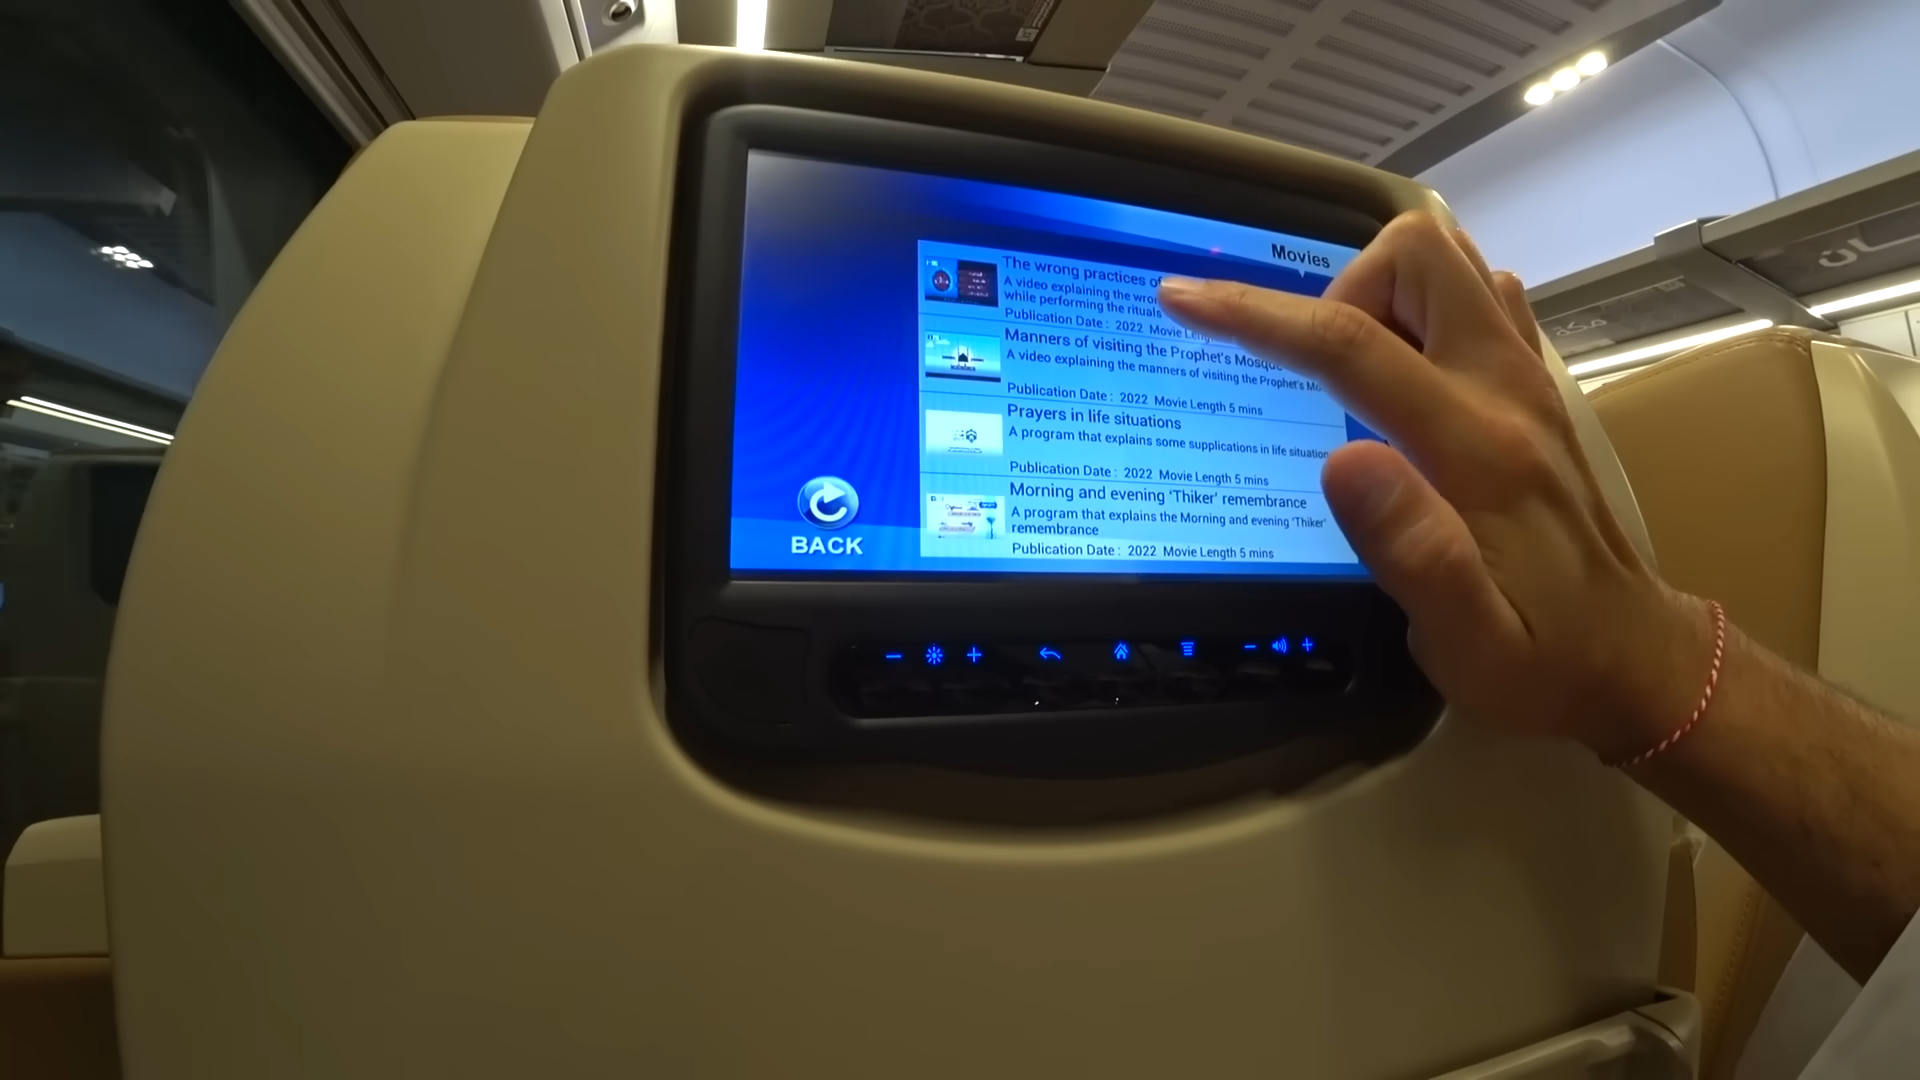 Movies
The wrong practices of
A video explaining the
while performing the rituals
Publication Date : 2022 Movie
Manners of visiting the Prophet's Mosque
A video explaining the manners of visiting the Prophet's
Publication Date : 2022 Movie Length 5 mins
Prayers in life situations
A program that explains some supplications in life situation
Publication Date : 2022 Movie Length 5 mins
Morning and evening 'Thiker' remembrance
A program that explains the Morning and evening 'Thiker'
remembrance
Publication Date : 2022 Movie Length 5 mins
BACK
مكة